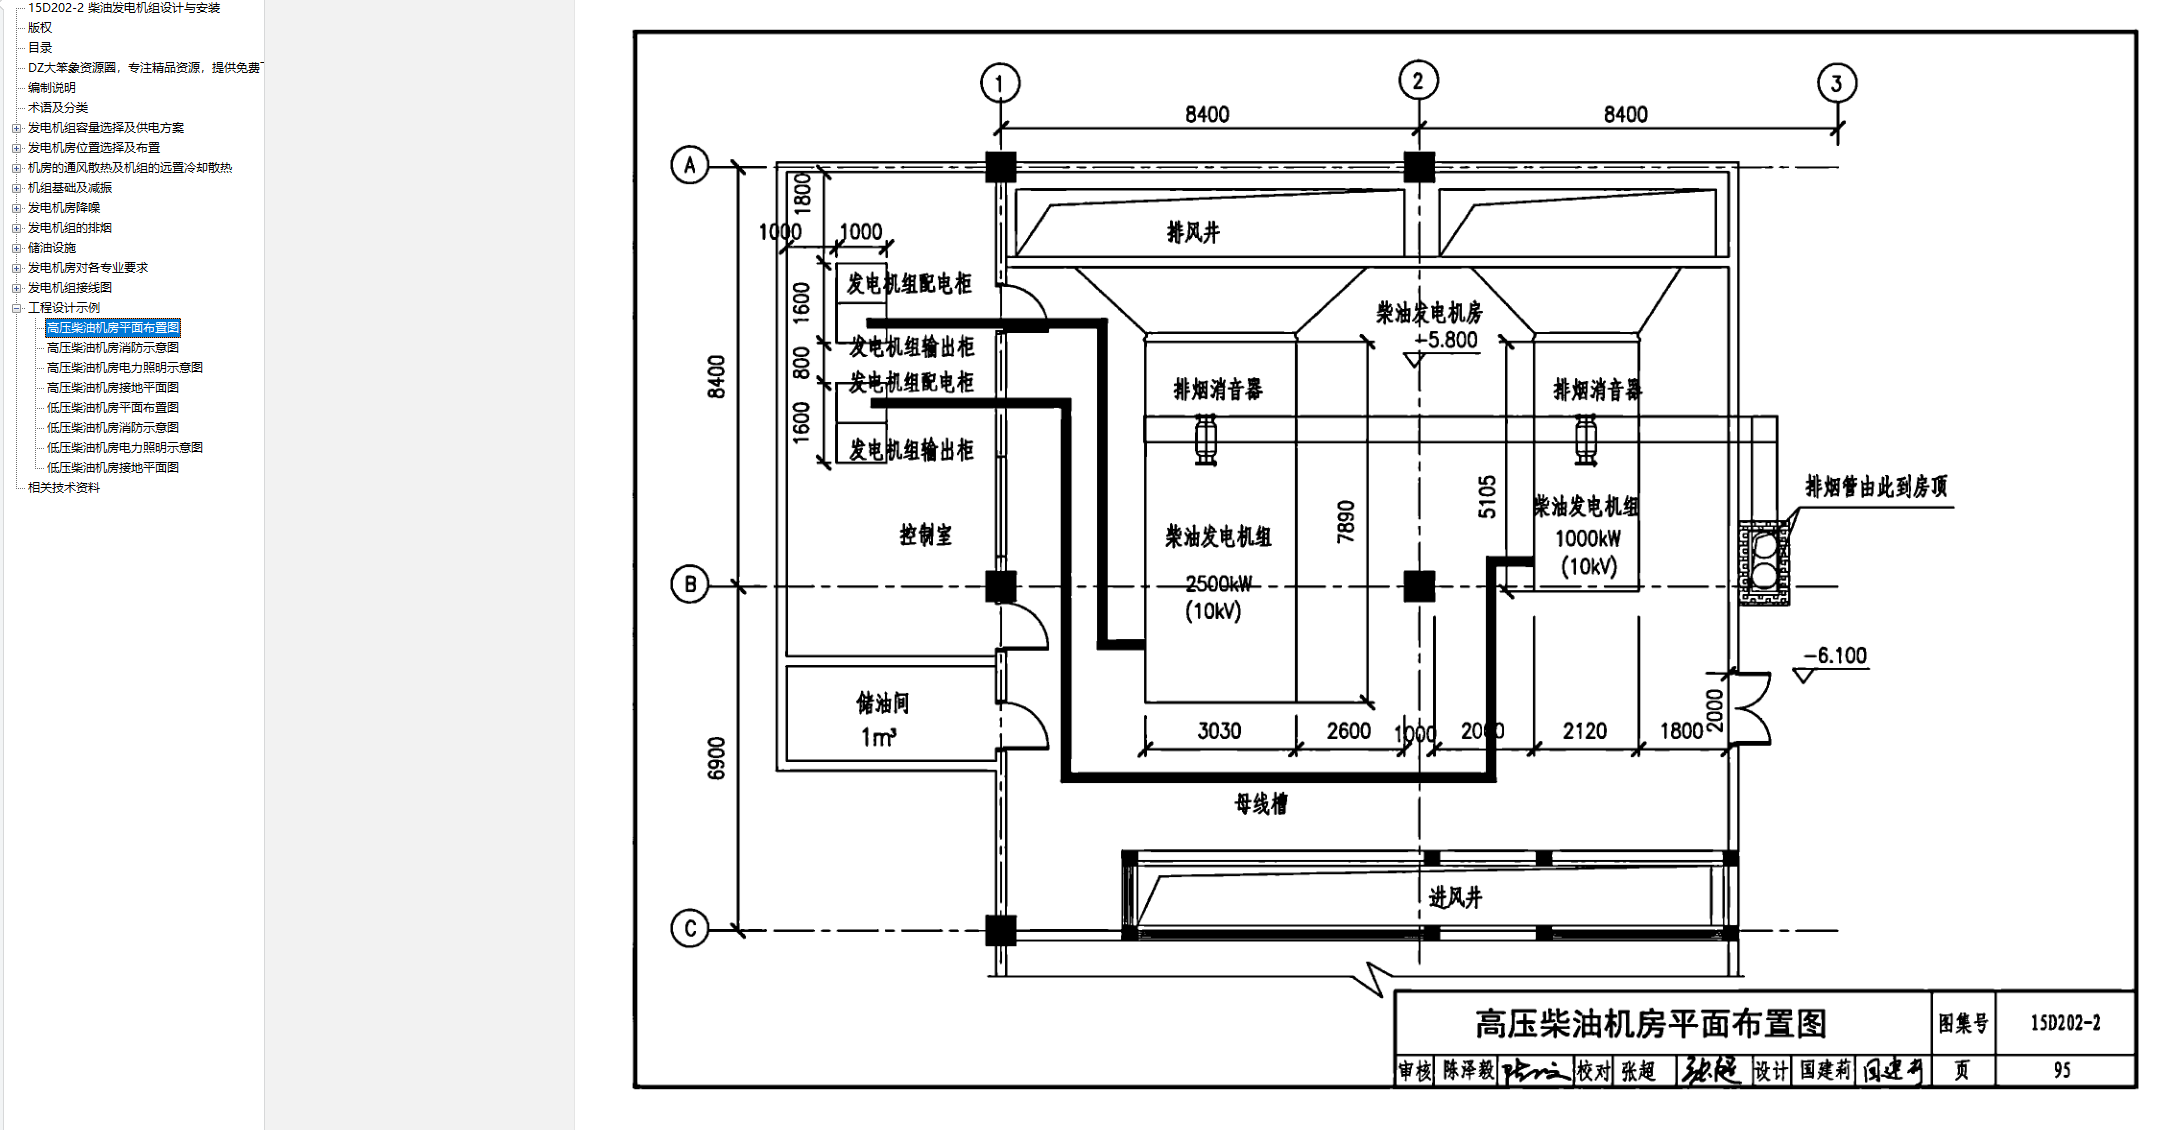 15D202-2 柴油发电机组设计与安装
版权
目录
DZ大笨象资源圈，专注精品资源，提供免费
编制说明
术语及分类
发电机组容量选择及供电方案
发电机房位置选择及布置
机房的通风散热及机组的远置冷却散热
机组基础及减振
发电机房降噪
发电机组的排烟
储油设施
发电机房对各专业要求
发电机组接线图
工程设计示例
高压柴油机房平面布置图
高压柴油机房消防示意图
高压柴油机房电力照明示意图
高压柴油机房接地平面图
低压柴油机房平面布置图
低压柴油机房消防示意图
低压柴油机房电力照明示意图
低压柴油机房接地平面图
相关技术资料
1
2
3
8400
8400
A
B
C
8400
6900
1800
1000
1000
1600
800
1600
发电机组配电柜
发电机组输出柜
发电机组配电柜
发电机组输出柜
控制室
储油间
1m³
排风井
柴油发电机房
-5.800
排烟消音器
排烟消音器
柴油发电机组
2500kW
(10kV)
7890
5105
柴油发电机组
1000kW
(10kV)
排烟管由此到房顶
-6.100
3030
2600
1000
2000
2120
1800
2000
母线槽
进风井
高压柴油机房平面布置图
图集号
15D202-2
审核
陈泽毅
校对
张超
张超
设计
国建莉
国建莉
页
95